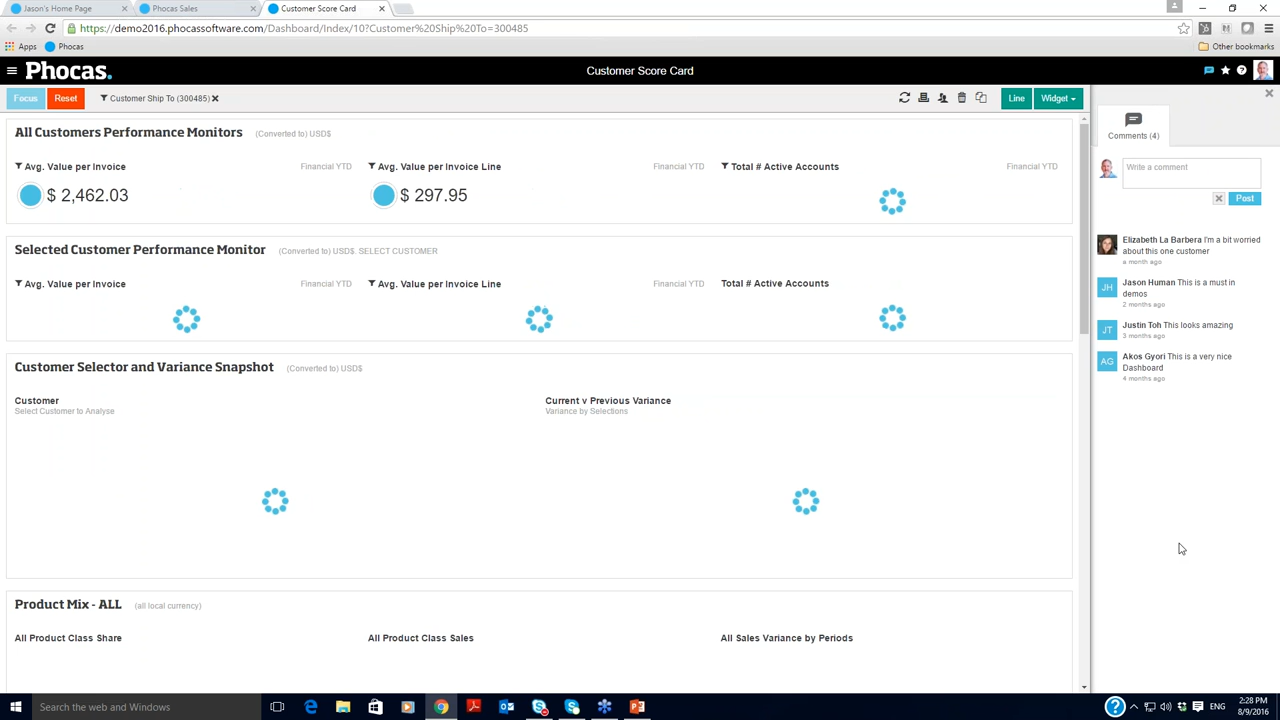 Jason's Home Page
Phocas Sales
Customer Score Card
https://demo2016.phocassoftware.com/Dashboard/Index/10?Customer%20Ship%20To=300485
Apps
Phocas
Other bookmarks
Phocas.
Customer Score Card
Focus
Reset
Customer Ship To (300485)
Line
Widget
All Customers Performance Monitors (Converted to) USD$
Avg. Value per Invoice Financial YTD
$ 2,462.03
Avg. Value per Invoice Line Financial YTD
$ 297.95
Total # Active Accounts Financial YTD
Selected Customer Performance Monitor (Converted to) USD$. SELECT CUSTOMER
Avg. Value per Invoice Financial YTD
Avg. Value per Invoice Line Financial YTD
Total # Active Accounts
Customer Selector and Variance Snapshot (Converted to) USD$
Customer
Select Customer to Analyse
Current v Previous Variance
Variance by Selections
Product Mix - ALL (all local currency)
All Product Class Share
All Product Class Sales
All Sales Variance by Periods
Comments (4)
Write a comment
Post
Elizabeth La Barbera I'm a bit worried
about this one customer
a month ago
JH
Jason Human This is a must in
demos
2 months ago
JT
Justin Toh This looks amazing
3 months ago
AG
Akos Gyori This is a very nice
Dashboard
4 months ago
Search the web and Windows
ENG
2:28 PM
8/9/2016